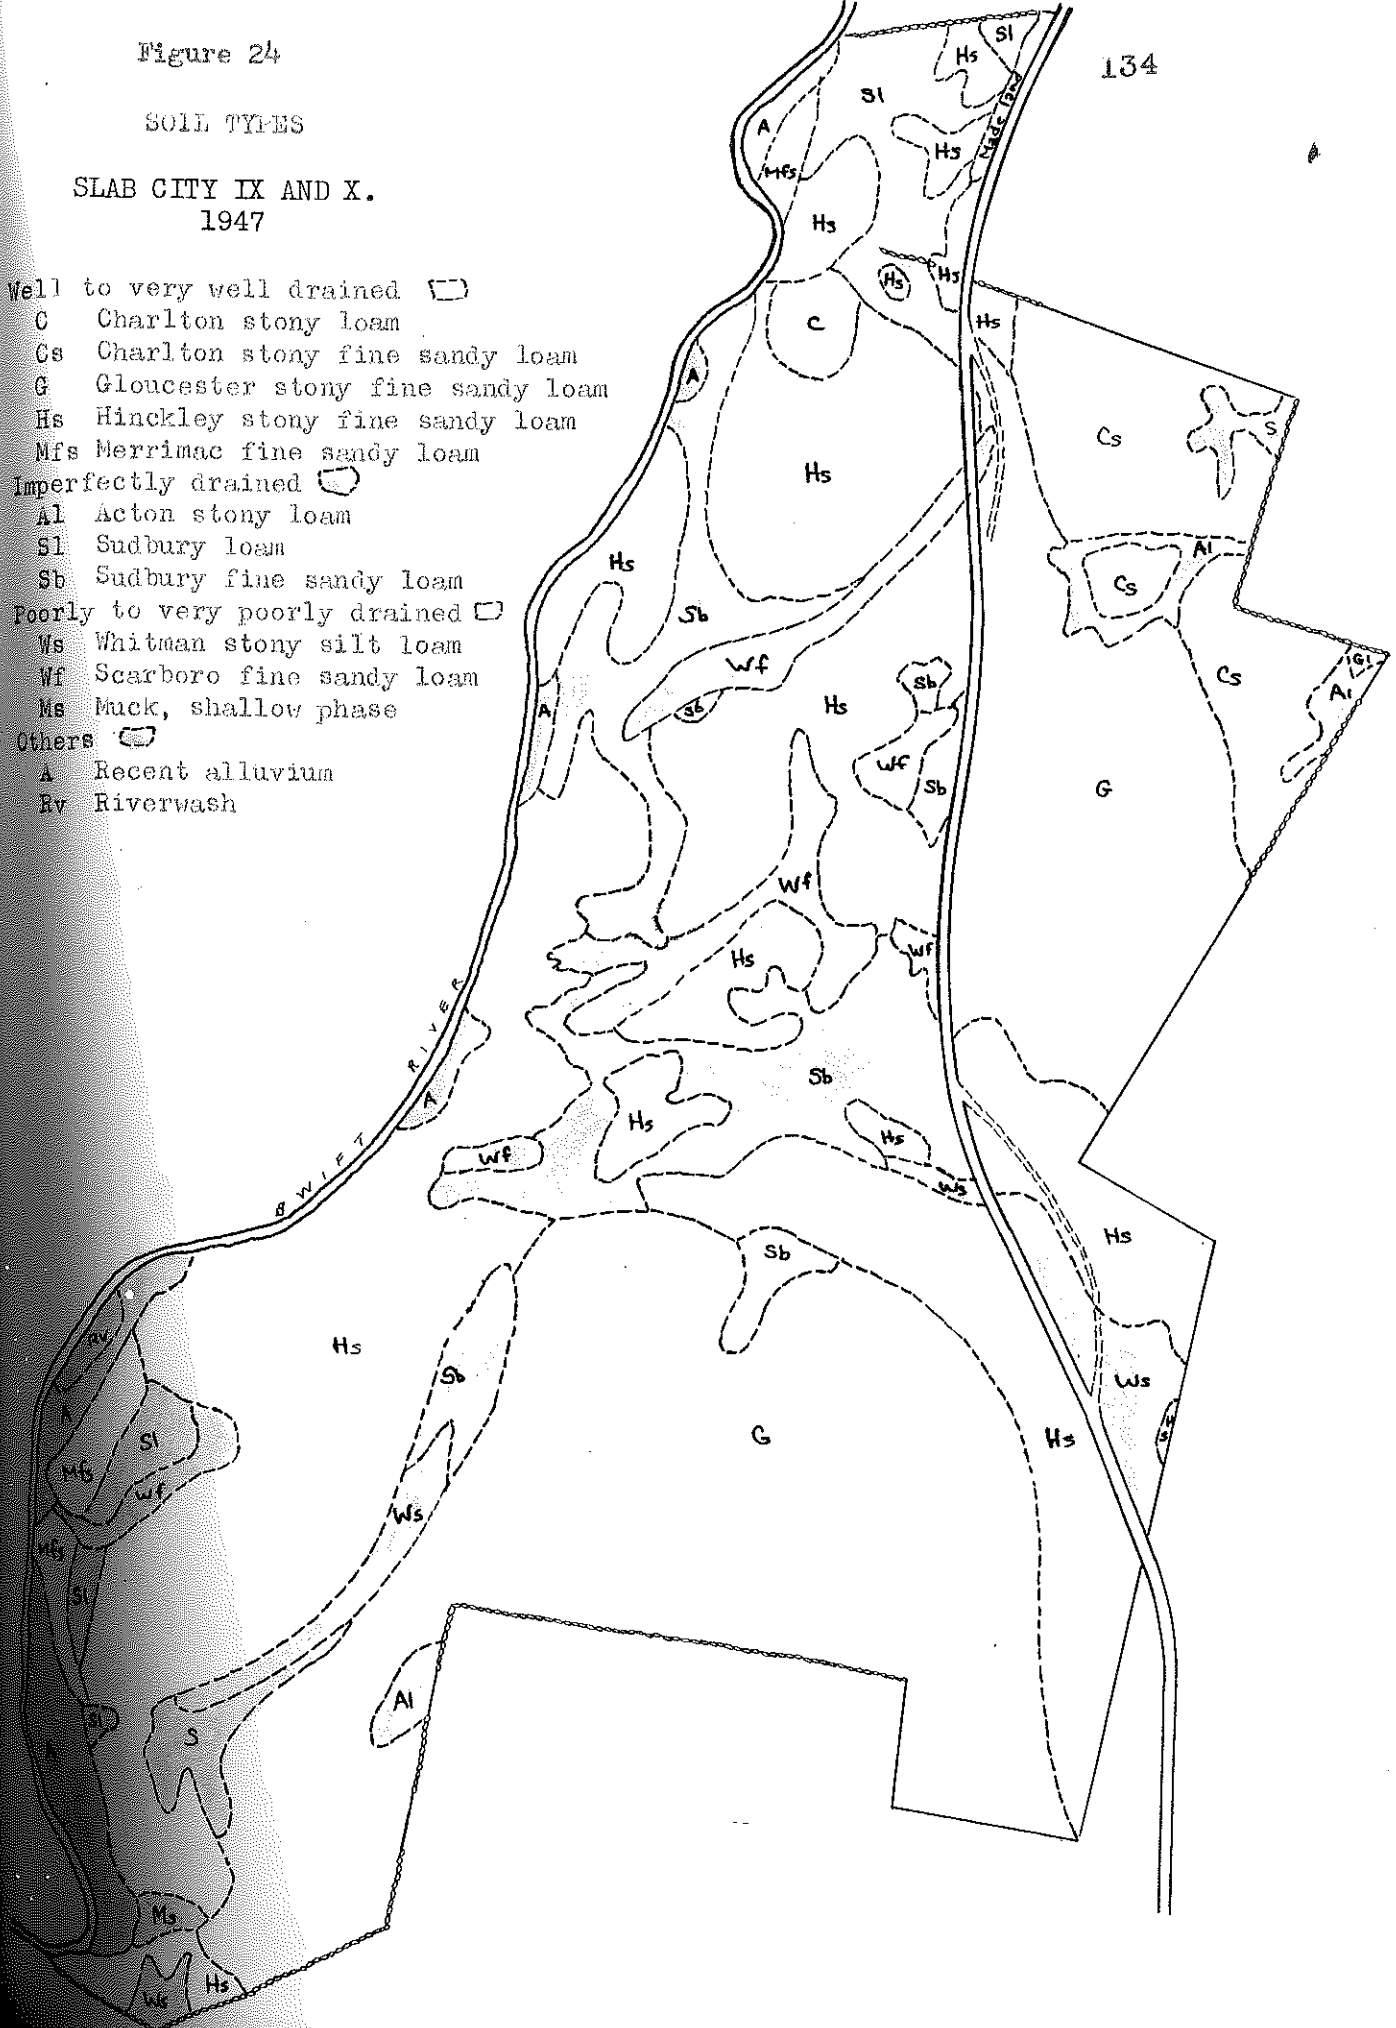 Figure 24
134
SOIL TYPES
SLAB CITY IX AND X.
1947
Well to very well drained
C Charlton stony loam
Cs Charlton stony fine sandy loam
G Gloucester stony fine sandy loam
Hs Hinckley stony fine sandy loam
Mfs Merrimac fine sandy loam
Imperfectly drained
Al Acton stony loam
Sl Sudbury loam
Sb Sudbury fine sandy loam
Poorly to very poorly drained
Ws Whitman stony silt loam
Wf Scarboro fine sandy loam
Ms Muck, shallow phase
Others
A Recent alluvium
Rv Riverwash
Sl
Hs
Sl
A
Hs
Mfs
Hs
Hs
Hs
C
Hs
A
Cs
S
Hs
Al
Hs
Cs
Sb
Wf
Cs
Gl
Sb
Al
Hs
Sb
A
Wf
Sb
G
Wf
Wf
Hs
SWIFT RIVER
Sb
A
Hs
Hs
Wf
Ws
Hs
Sb
Rv
Hs
Sb
Ws
Hs
A
Sl
G
Hs
Mfs
Wf
Ws
Mfs
Sl
Al
Sl
S
A
Ms
Hs
Ws